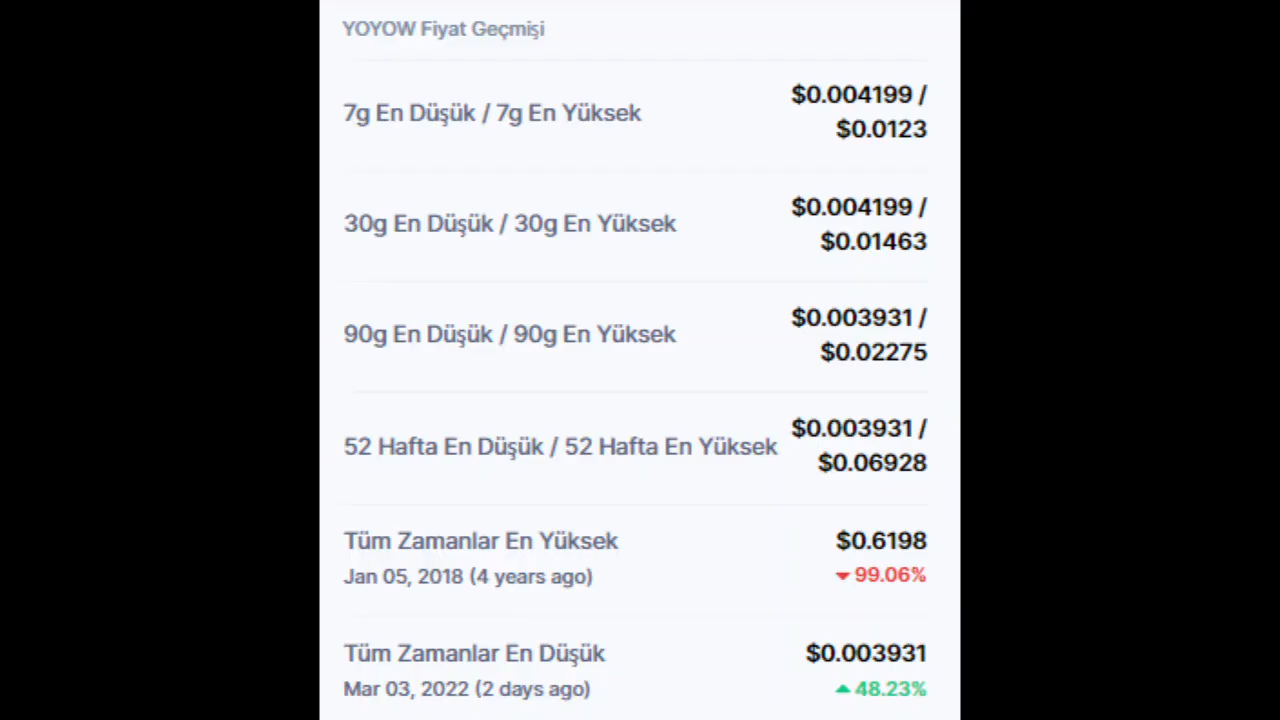 YOYOW Fiyat Geçmişi
7g En Düşük / 7g En Yüksek
$0.004199 /
$0.0123
30g En Düşük / 30g En Yüksek
$0.004199 /
$0.01463
90g En Düşük / 90g En Yüksek
$0.003931 /
$0.02275
52 Hafta En Düşük / 52 Hafta En Yüksek
$0.003931 /
$0.06928
Tüm Zamanlar En Yüksek
$0.6198
Jan 05, 2018 (4 years ago)
99.06%
Tüm Zamanlar En Düşük
$0.003931
Mar 03, 2022 (2 days ago)
48.23%